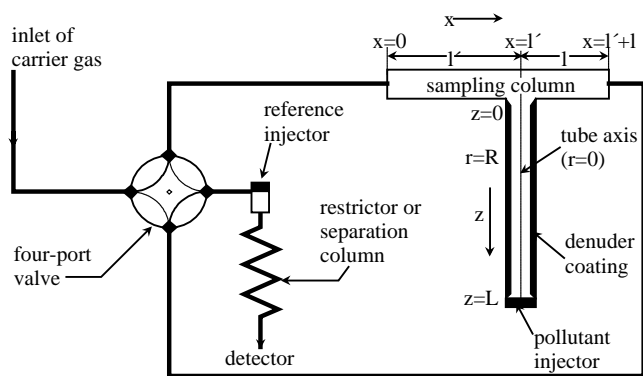 x
x=0
x=l´
x=l´+l
l´
l
inlet of
carrier gas
sampling column
z=0
reference
injector
tube axis
(r=0)
r=R
z
restrictor or
separation
column
denuder
coating
four-port
valve
z=L
pollutant
injector
detector